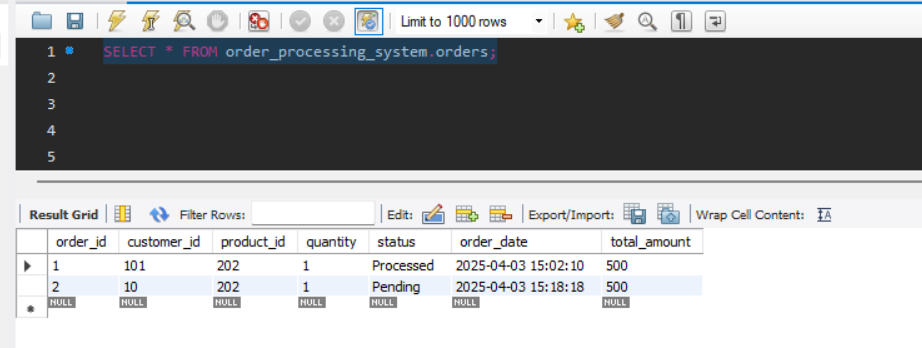 Limit to 1000 rows
1 SELECT * FROM order_processing_system.orders;
2
3
4
5
Result Grid Filter Rows: Edit: Export/Import: Wrap Cell Content: IA
order_id customer_id product_id quantity status order_date total_amount
1 101 202 1 Processed 2025-04-03 15:02:10 500
2 10 202 1 Pending 2025-04-03 15:18:18 500
NULL NULL NULL NULL NULL NULL NULL